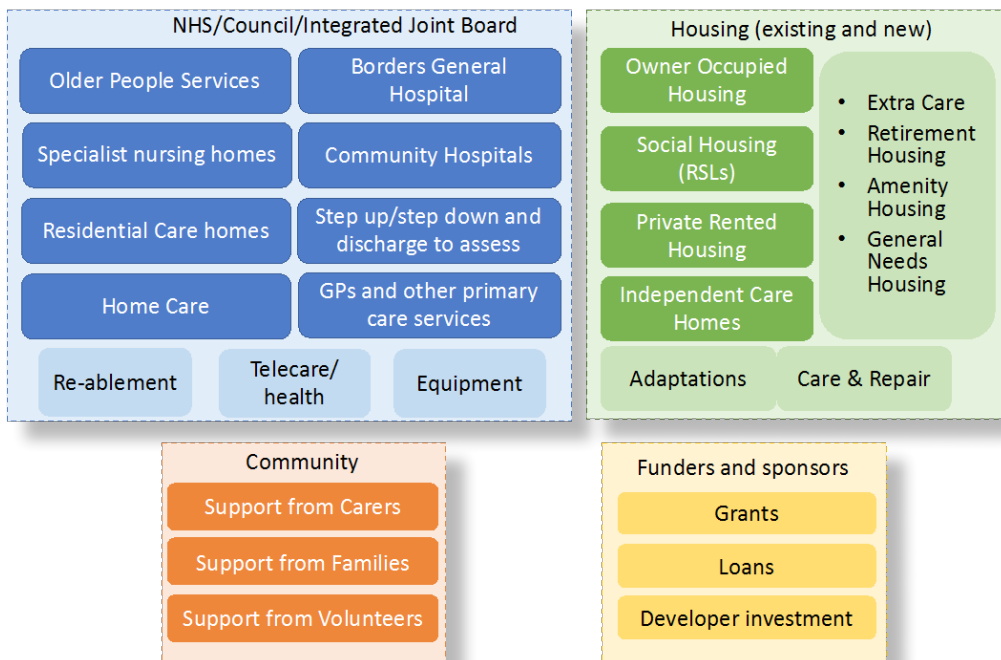 NHS/Council/Integrated Joint Board
Older People Services
Borders General
Hospital
Specialist nursing homes
Community Hospitals
Residential Care homes
Step up/step down and
discharge to assess
Home Care
GPs and other primary
care services
Re-ablement
Telecare/
health
Equipment
Housing (existing and new)
Owner Occupied
Housing
Social Housing
(RSLs)
Private Rented
Housing
Independent Care
Homes
• Extra Care
• Retirement
Housing
• Amenity
Housing
• General
Needs
Housing
Adaptations
Care & Repair
Community
Support from Carers
Support from Families
Support from Volunteers
Funders and sponsors
Grants
Loans
Developer investment